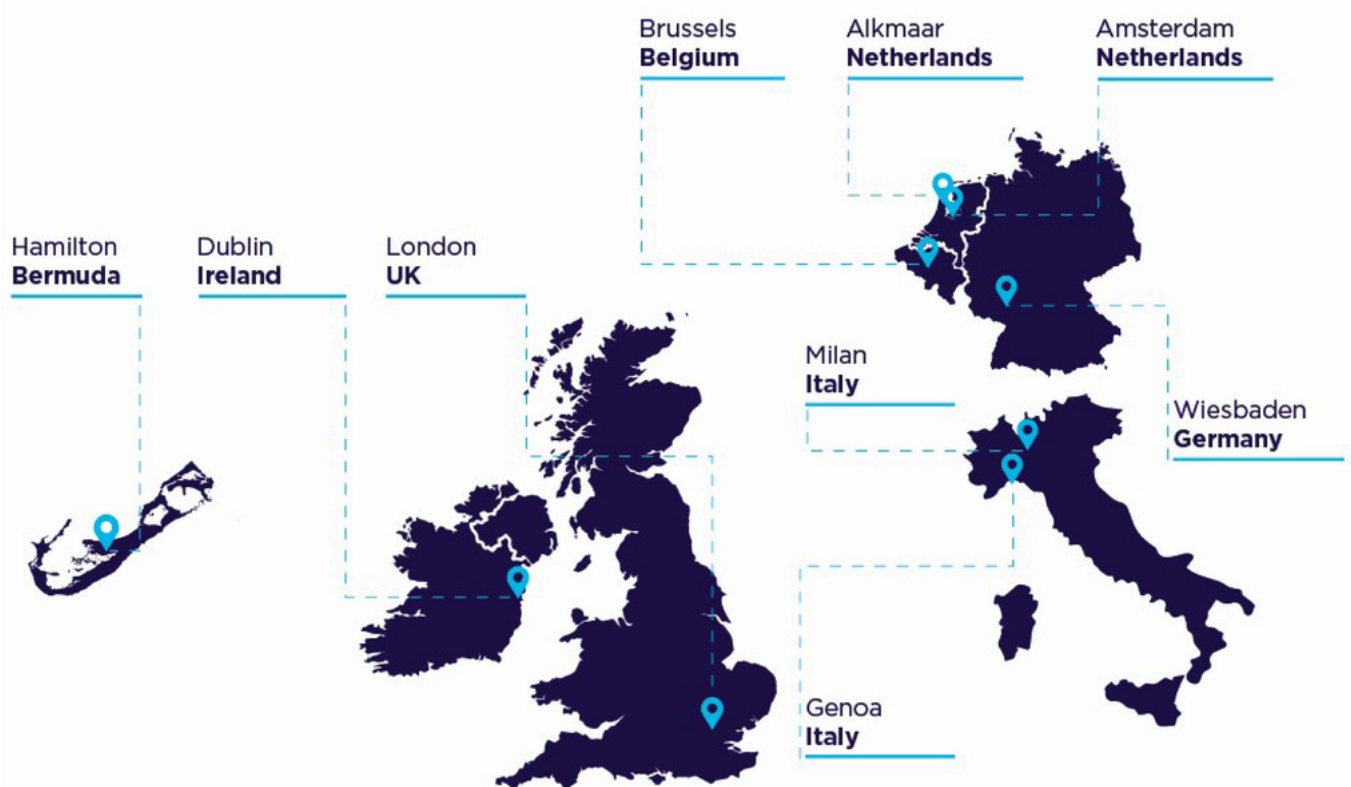 Brussels
Belgium
Alkmaar
Netherlands
Amsterdam
Netherlands
Hamilton
Bermuda
Dublin
Ireland
London
UK
Milan
Italy
Wiesbaden
Germany
Genoa
Italy